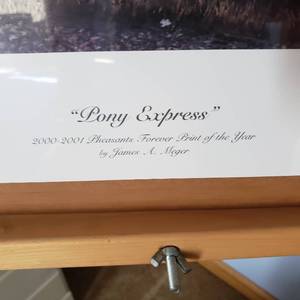 "Pony Express"
2000-2001 Pheasants Forever Print of the Year
by James A. Meger